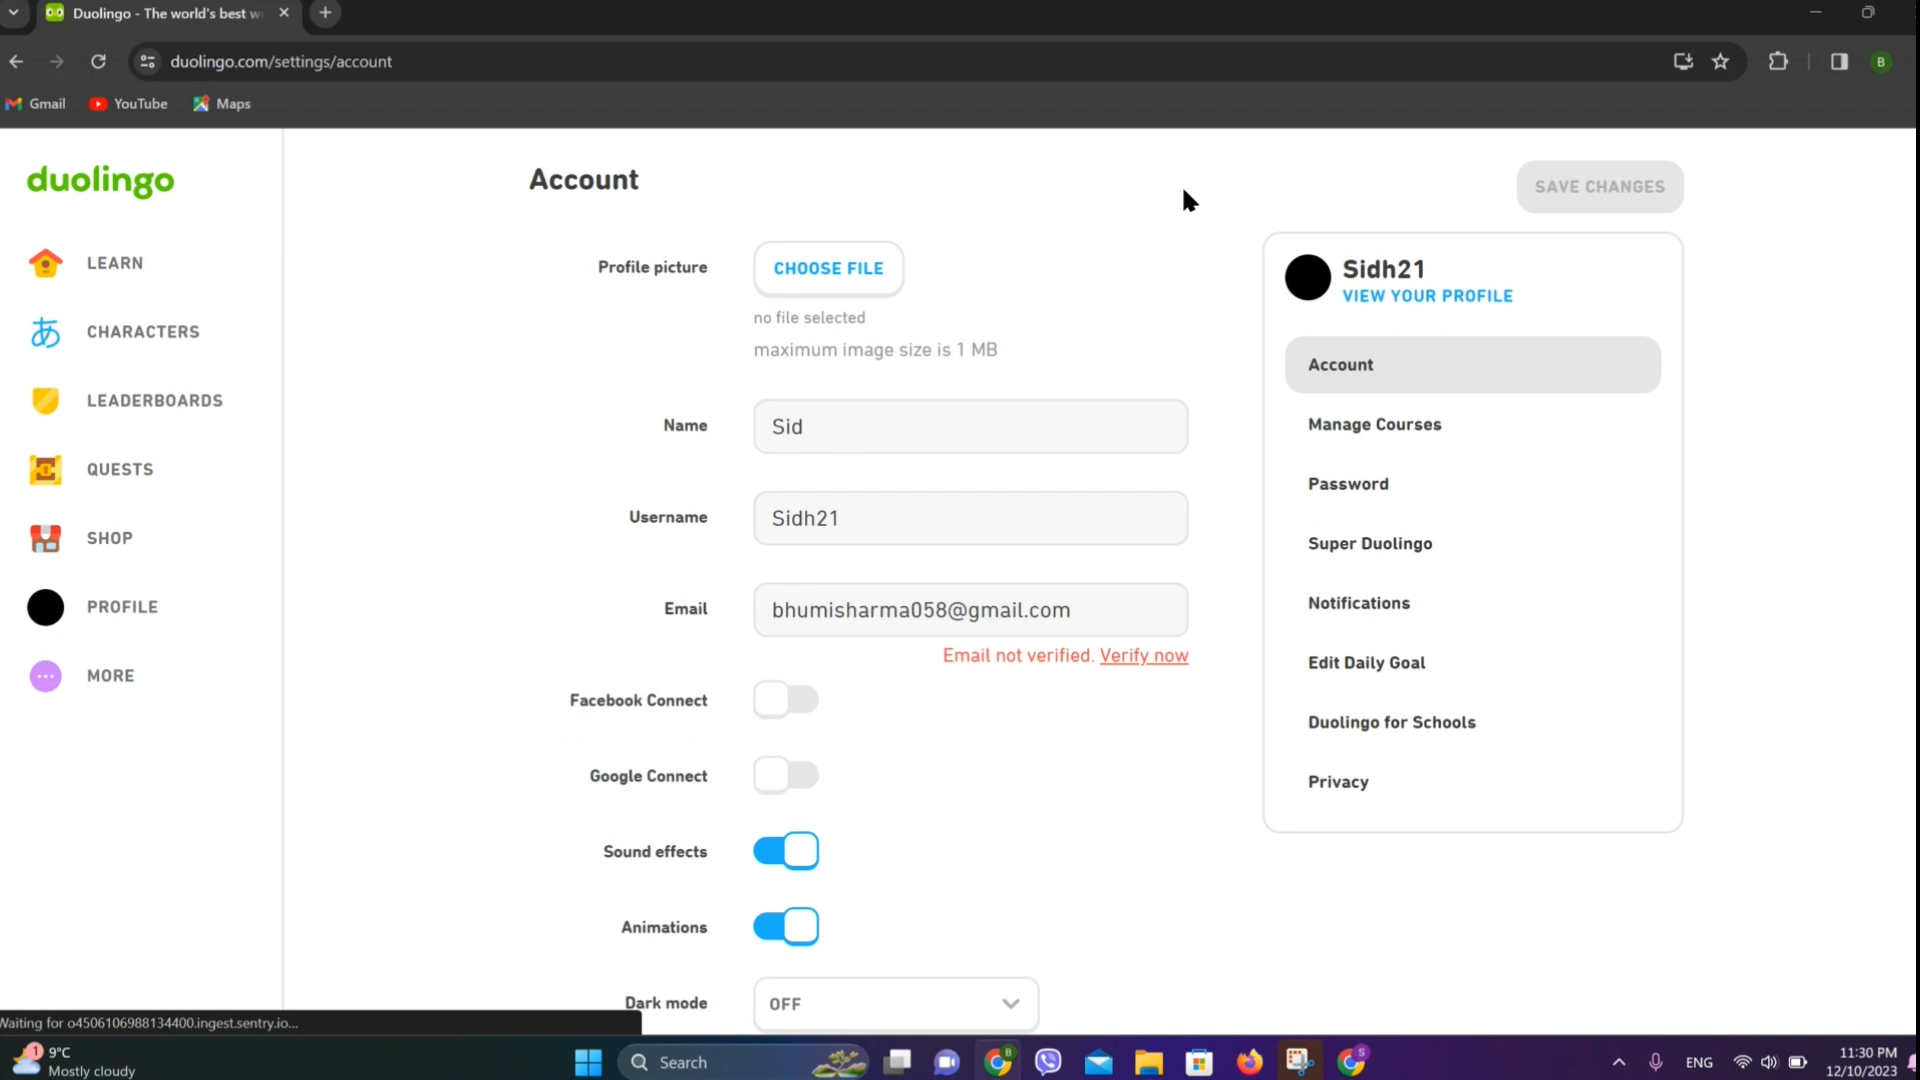 Duolingo - The world's best w
duolingo.com/settings/account
B
Gmail
YouTube
Maps
duolingo
LEARN
あ CHARACTERS
LEADERBOARDS
QUESTS
SHOP
PROFILE
MORE
Account
SAVE CHANGES
Profile picture
CHOOSE FILE
no file selected
maximum image size is 1 MB
Name
Sid
Username
Sidh21
Email
bhumisharma058@gmail.com
Email not verified. Verify now
Facebook Connect
Google Connect
Sound effects
Animations
Dark mode
OFF
Sidh21
VIEW YOUR PROFILE
Account
Manage Courses
Password
Super Duolingo
Notifications
Edit Daily Goal
Duolingo for Schools
Privacy
Waiting for o4506106988134400.ingest.sentry.io...
1
9°C
Mostly cloudy
Search
B
S
ENG
11:30 PM
12/10/2023